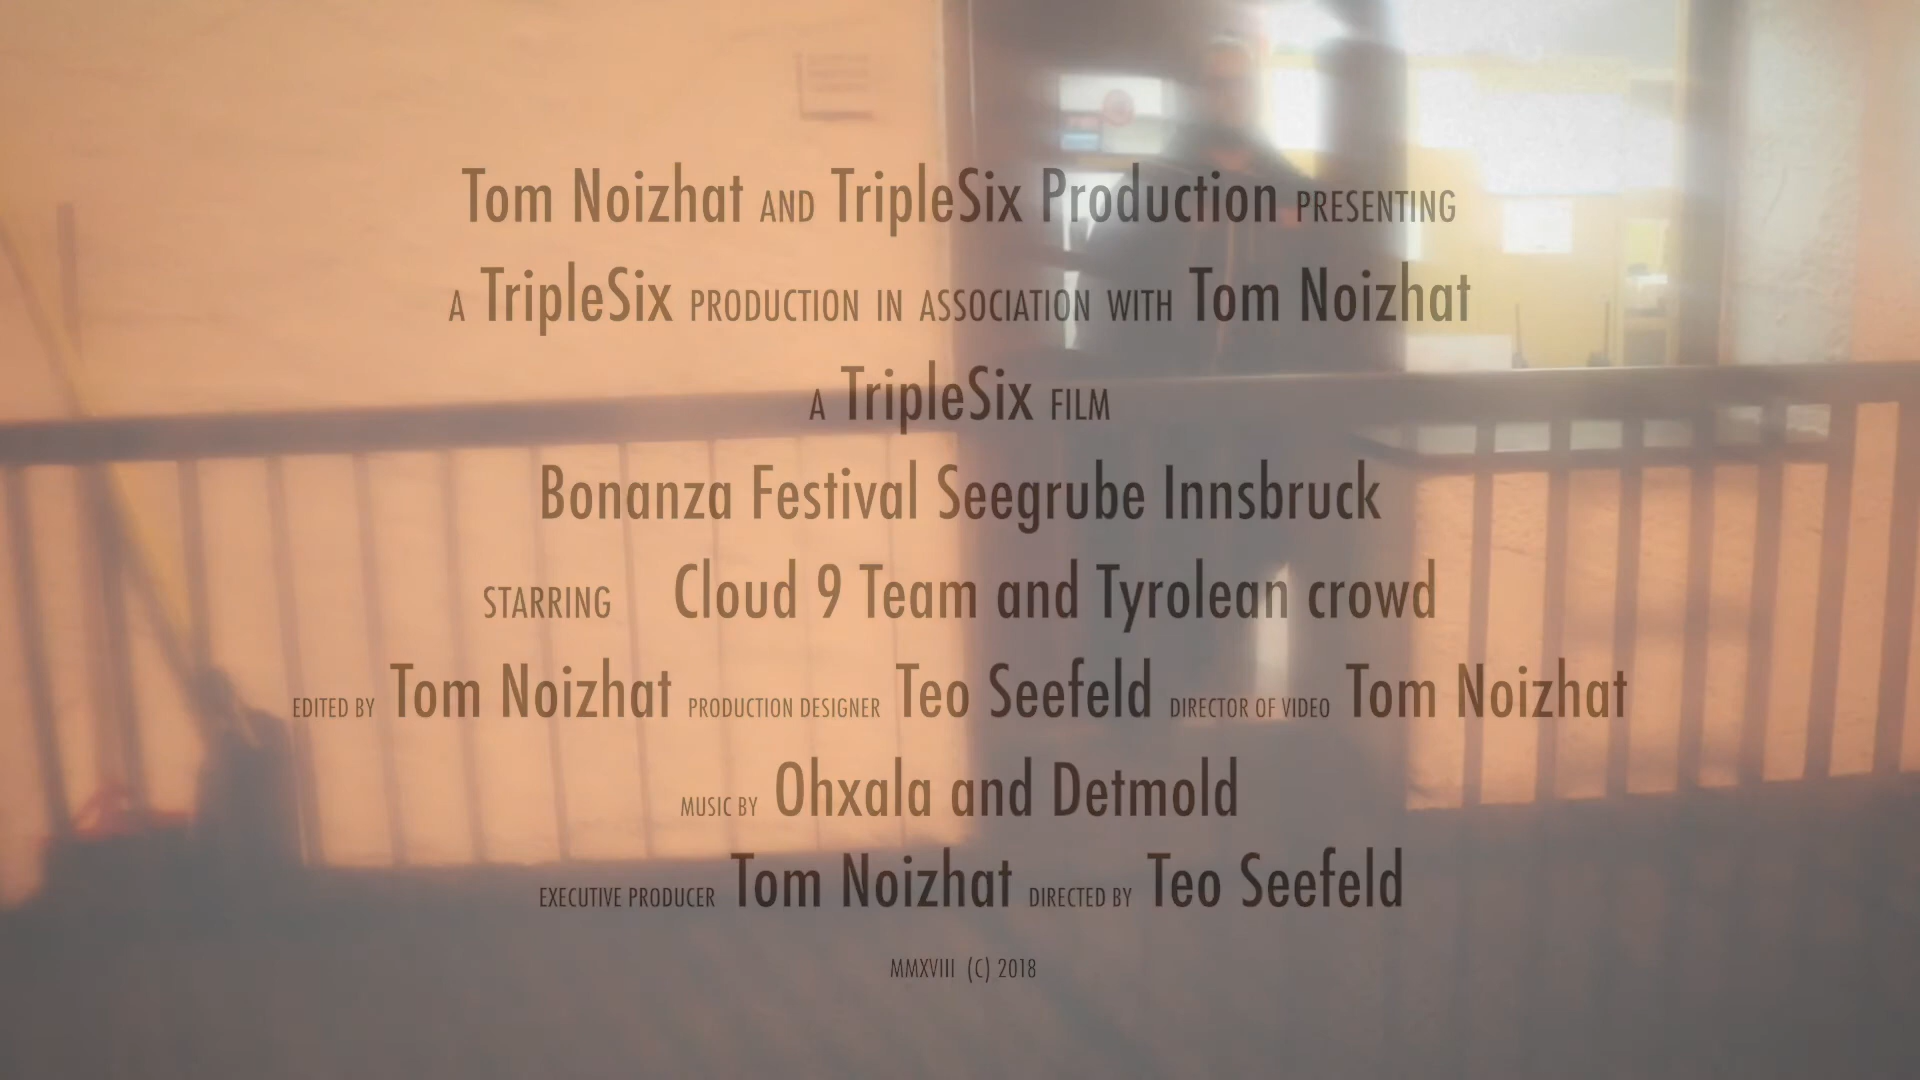 Tom Noizhat AND TripleSix Production PRESENTING
A TripleSix PRODUCTION IN ASSOCIATION WITH Tom Noizhat
A TripleSix FILM
Bonanza Festival Seegrube Innsbruck
STARRING Cloud 9 Team and Tyrolean crowd
EDITED BY Tom Noizhat PRODUCTION DESIGNER Teo Seefeld DIRECTOR OF VIDEO Tom Noizhat
MUSIC BY Ohxala and Detmold
EXECUTIVE PRODUCER Tom Noizhat DIRECTED BY Teo Seefeld
MMXVIII (C) 2018